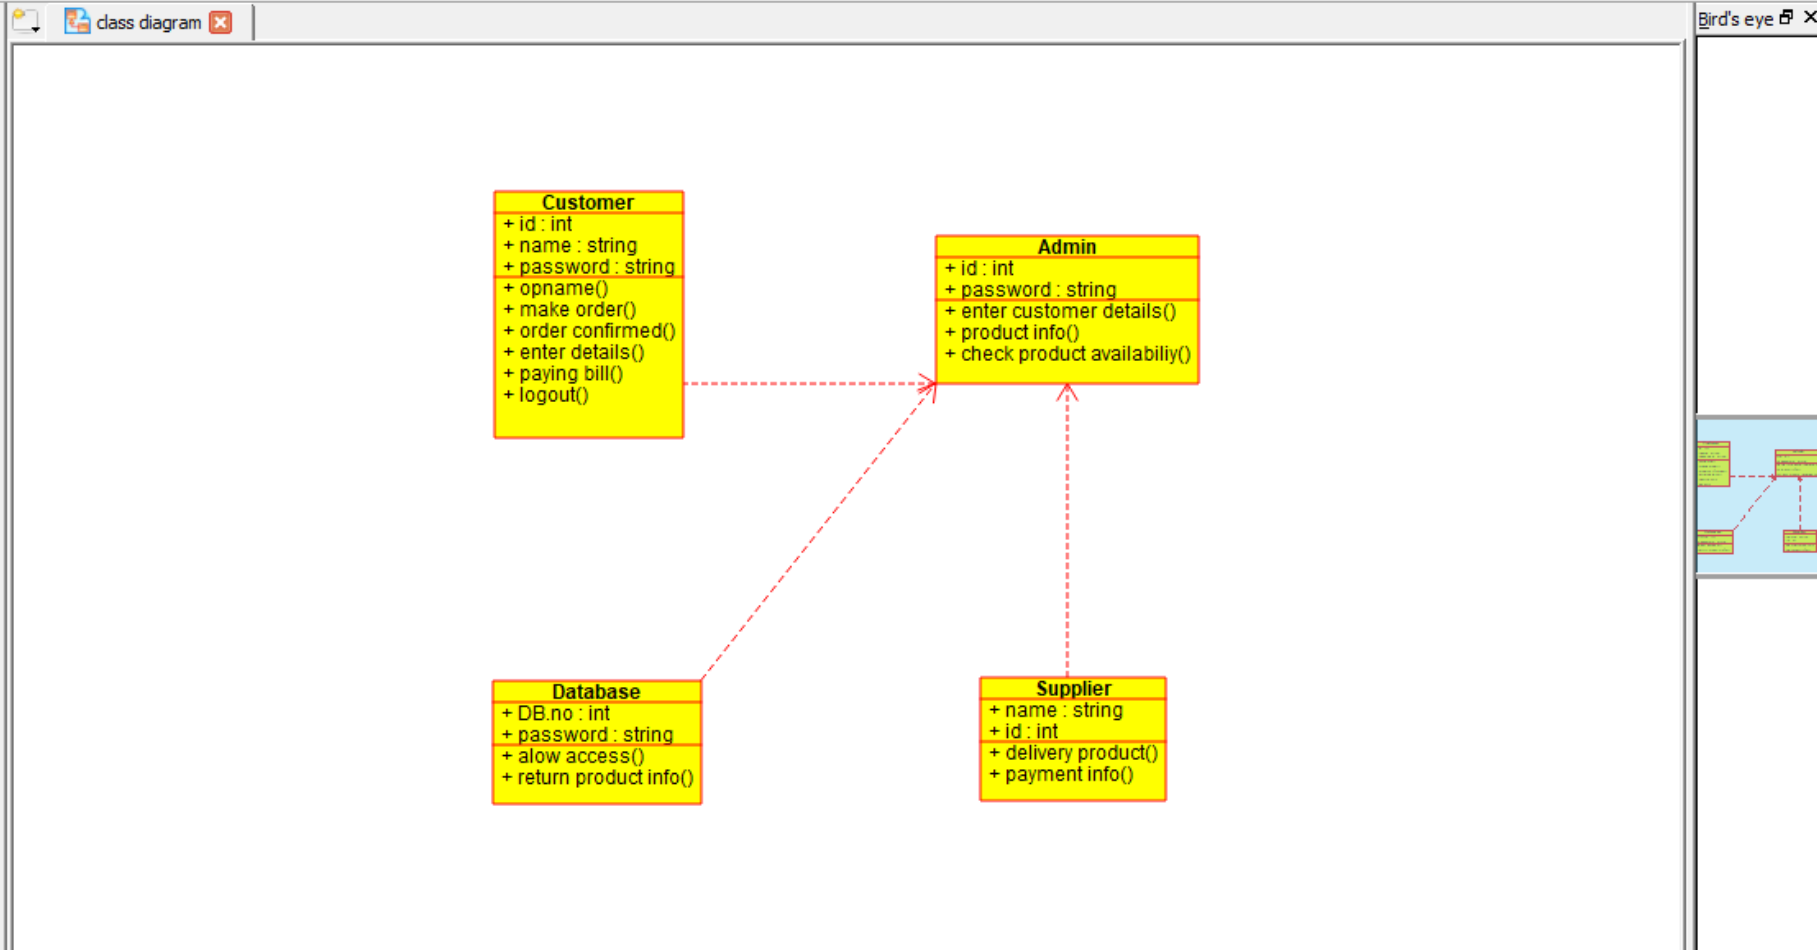 class diagram
Bird's eye
Customer
+ id : int
+ name : string
+ password : string
+ opname()
+ make order()
+ order confirmed()
+ enter details()
+ paying bill()
+ logout()
Admin
+ id : int
+ password : string
+ enter customer details()
+ product info()
+ check product availabiliy()
Database
+ DB.no : int
+ password : string
+ alow access()
+ return product info()
Supplier
+ name : string
+ id : int
+ delivery product()
+ payment info()